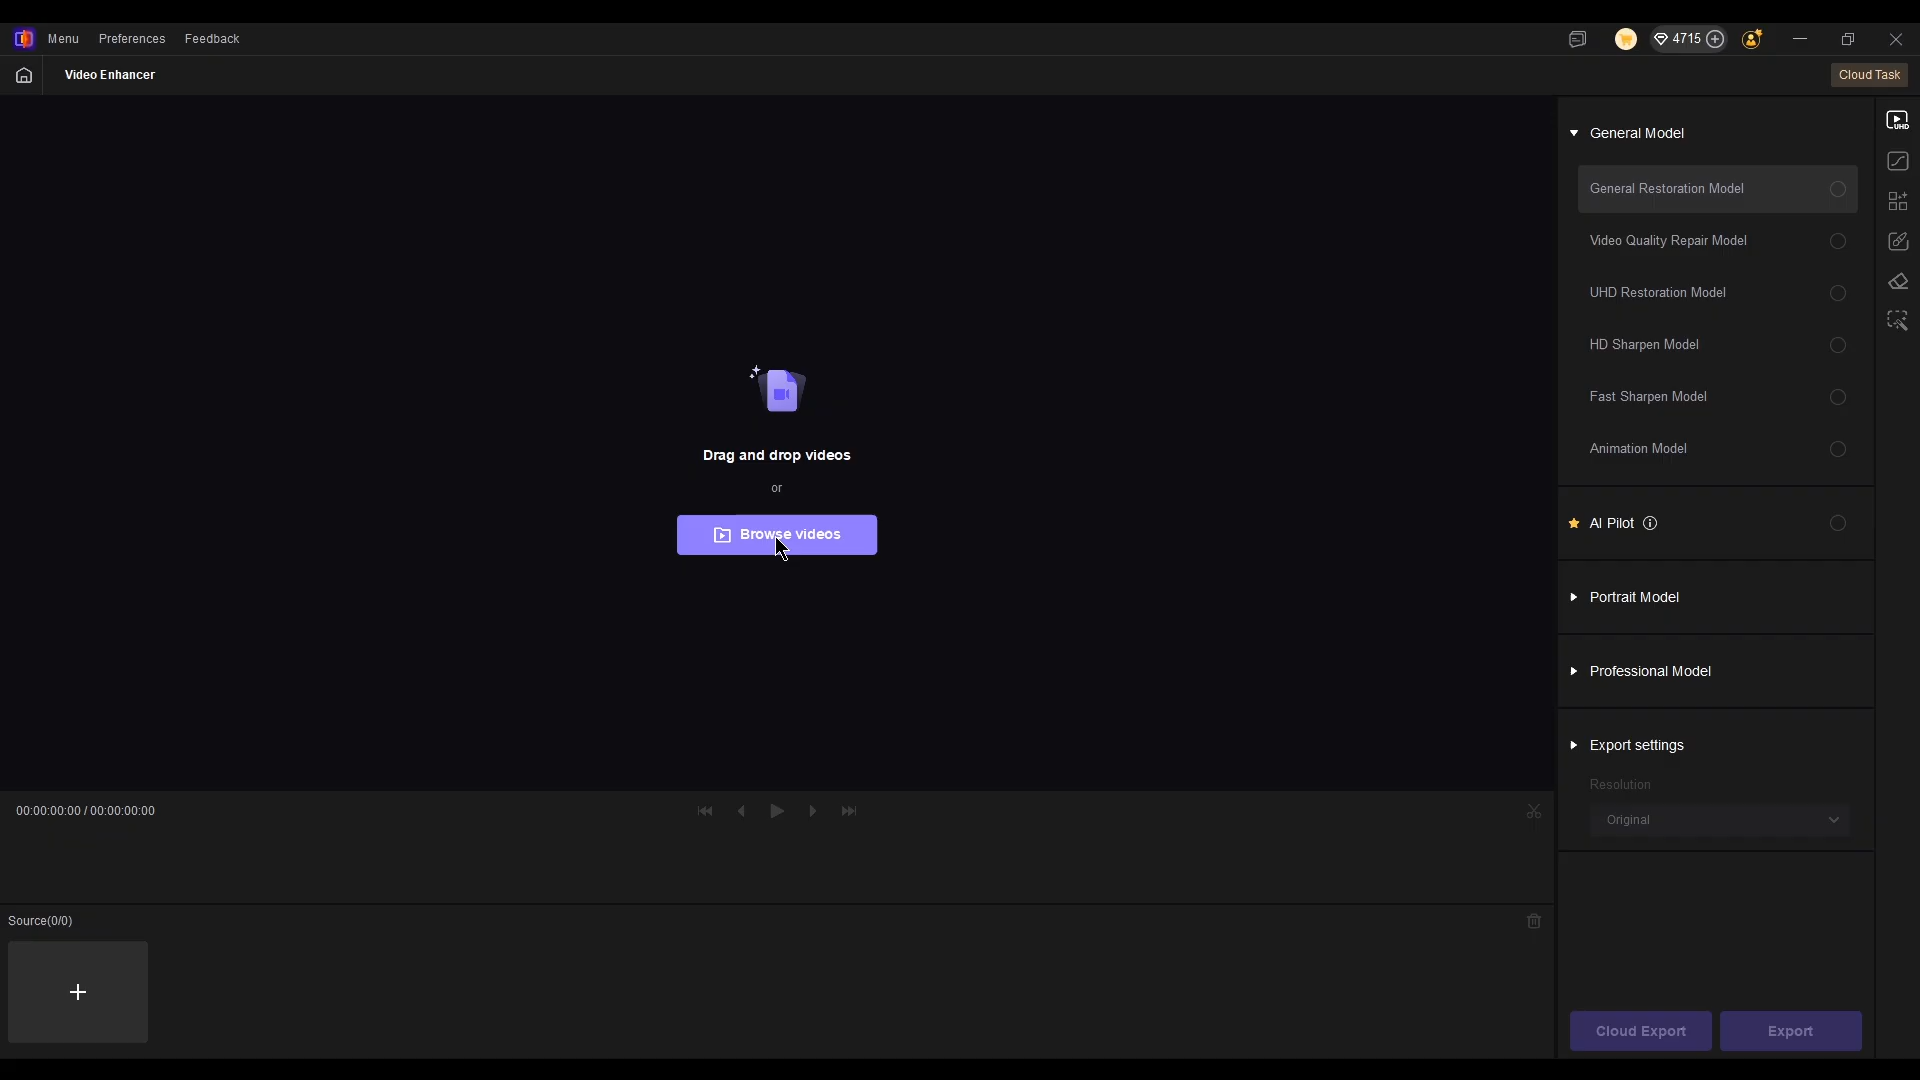 Menu Preferences Feedback 4715
Video Enhancer Cloud Task
General Model
UHD
General Restoration Model
Video Quality Repair Model
UHD Restoration Model
HD Sharpen Model
Fast Sharpen Model
Animation Model
Drag and drop videos
or
Browse videos
AI Pilot
Portrait Model
Professional Model
Export settings
Resolution
Original
00:00:00:00 / 00:00:00:00
Source(0/0)
Cloud Export Export